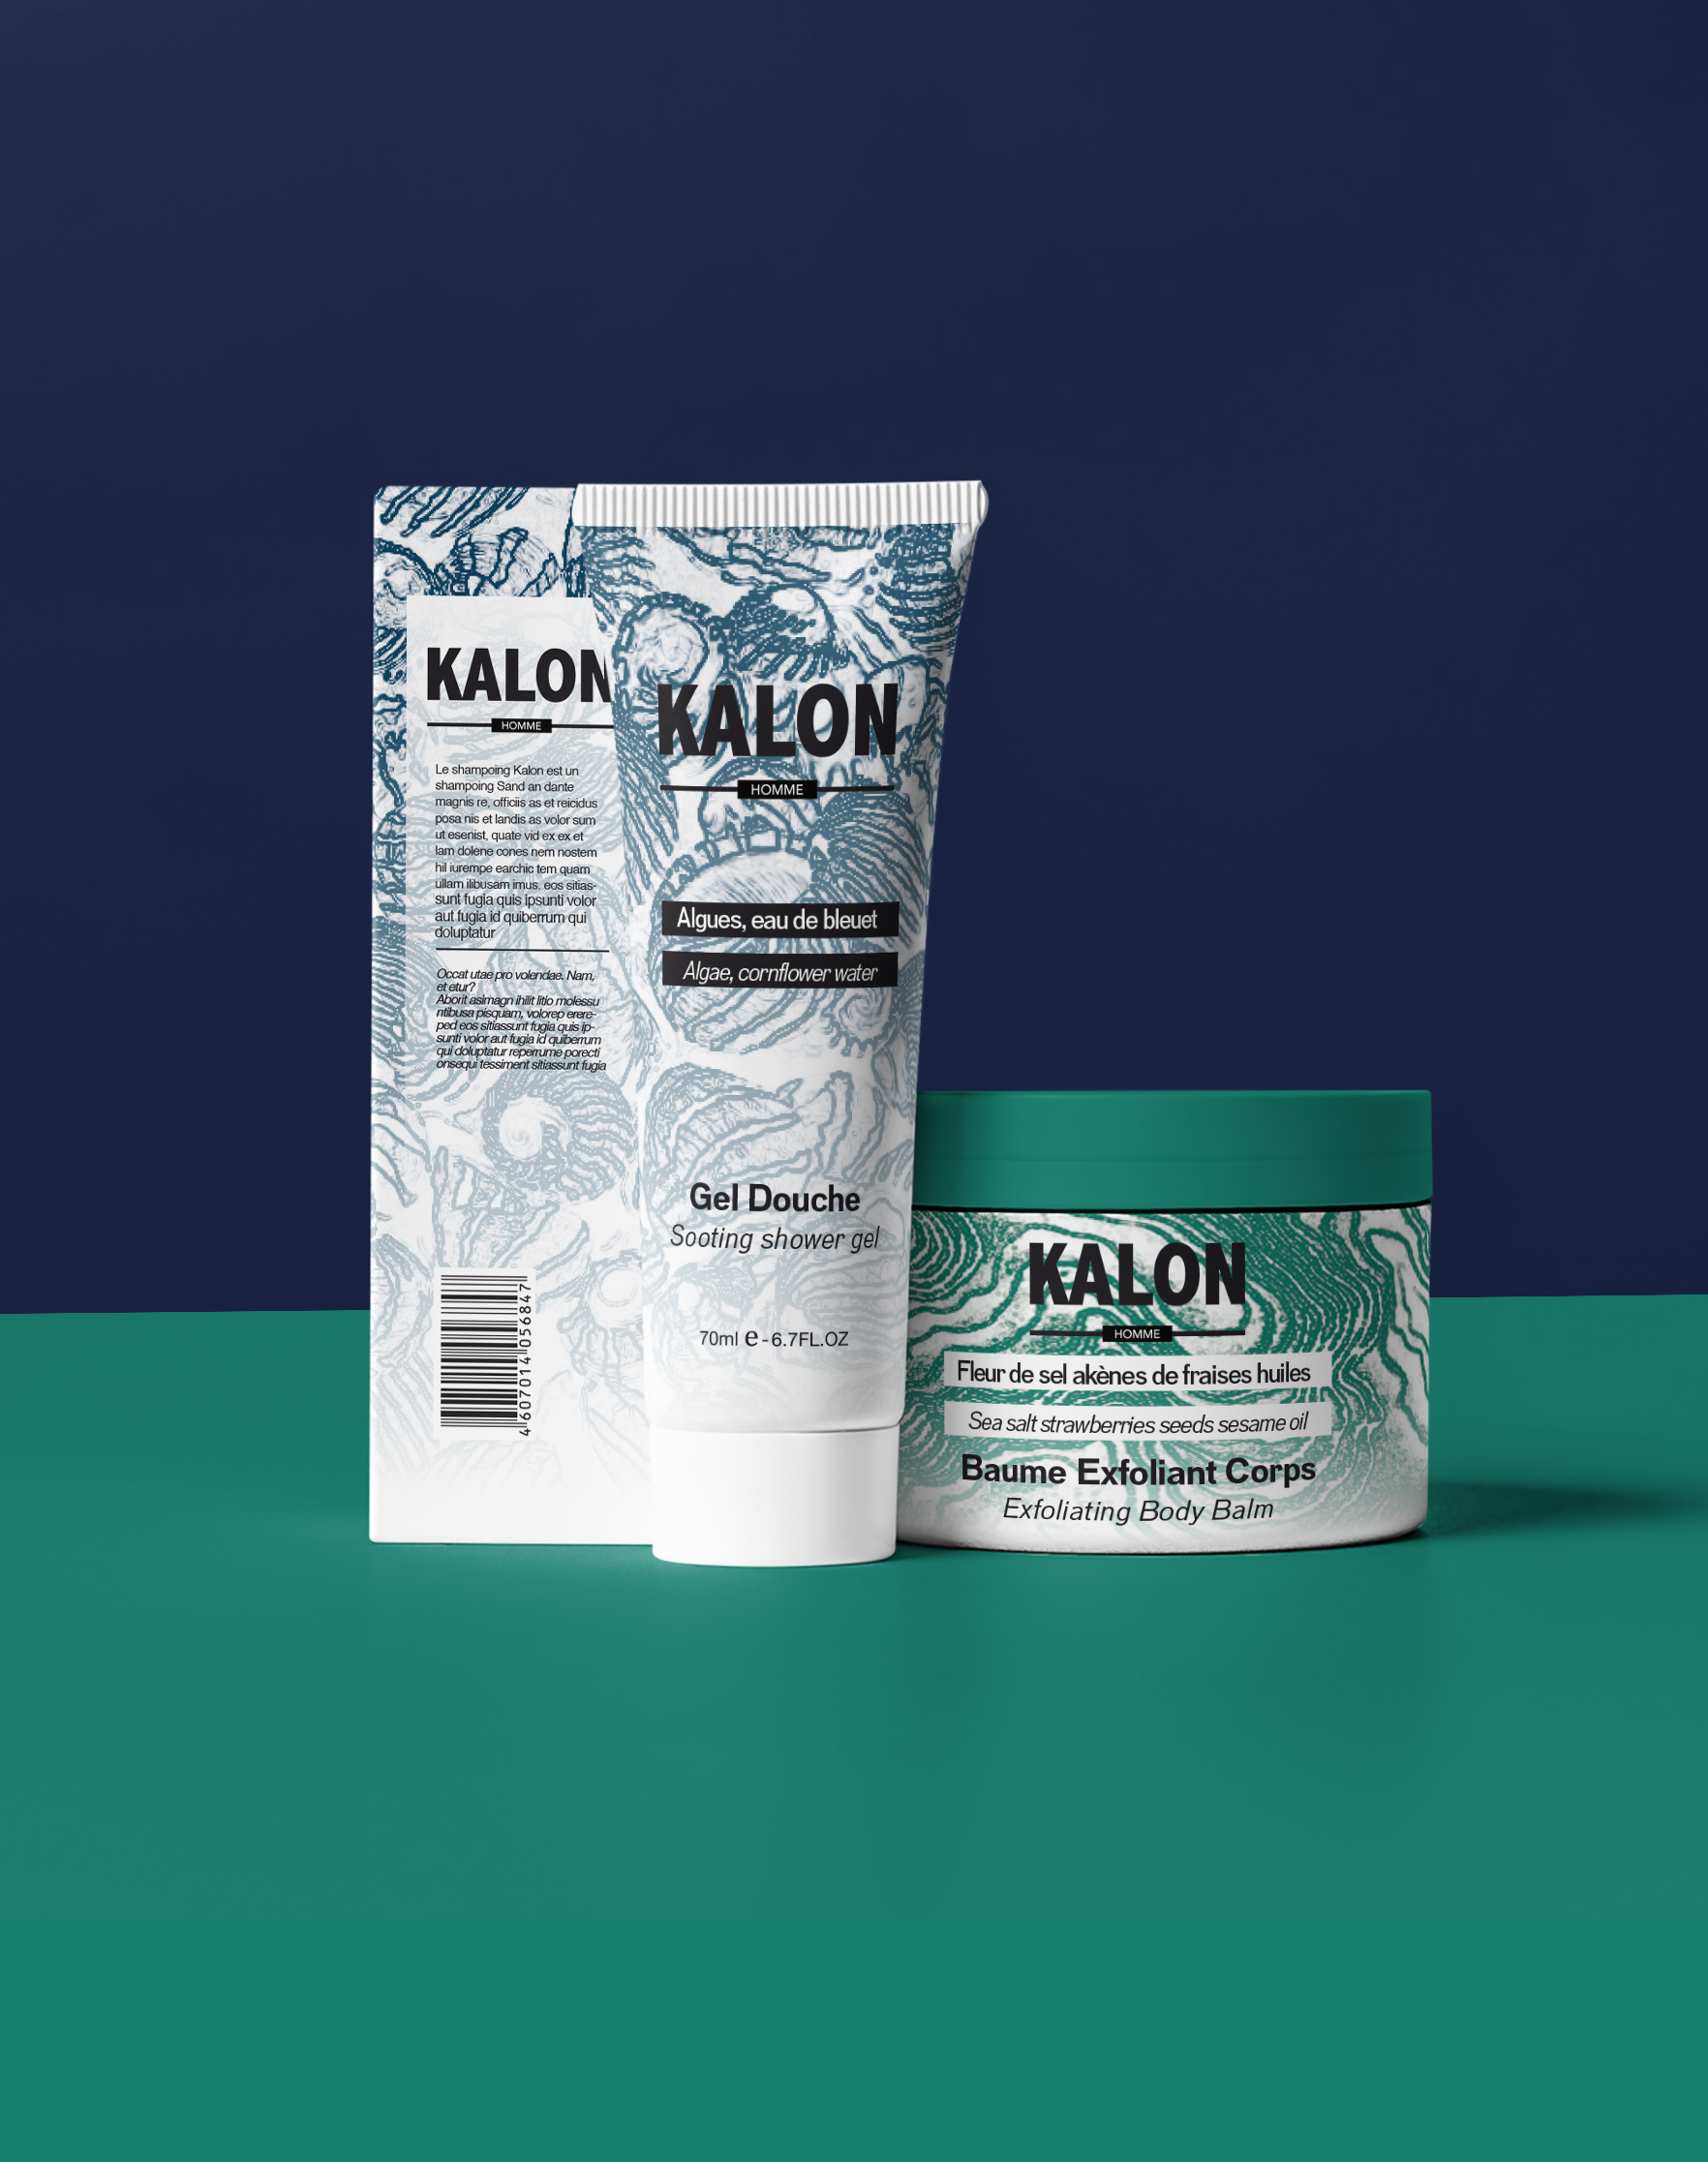 KALON
HOMME
Le shampoing Kalon est un
shampoing Sand an dante
magnis re, officiis as et reicidus
posa nis et landis as volor sum
ut esenist, quate vid ex ex et
lam dolene cones nem nostem
hil iurempe earchic tem quam
ullam ilibusam imus. eos sitias-
sunt fugia quis ipsunti volor
aut fugia id quiberrum qui
doluptatur
Occat utae pro volendae. Nam,
et etur?
Aborit asimagn ihilit litio molessu
ntibusa pisquam, volorep erere-
ped eos sitiassunt fugia quis ip-
sunti volor aut fugia id quiberrum
qui doluptatur reperrume porecti
onsequi tessiment sitiassunt fugia
4 607014 056847
KALON
HOMME
Algues, eau de bleuet
Algae, cornflower water
Gel Douche
Sooting shower gel
70ml e - 6.7FL.OZ
KALON
HOMME
Fleur de sel akènes de fraises huiles
Sea salt strawberries seeds sesame oil
Baume Exfoliant Corps
Exfoliating Body Balm